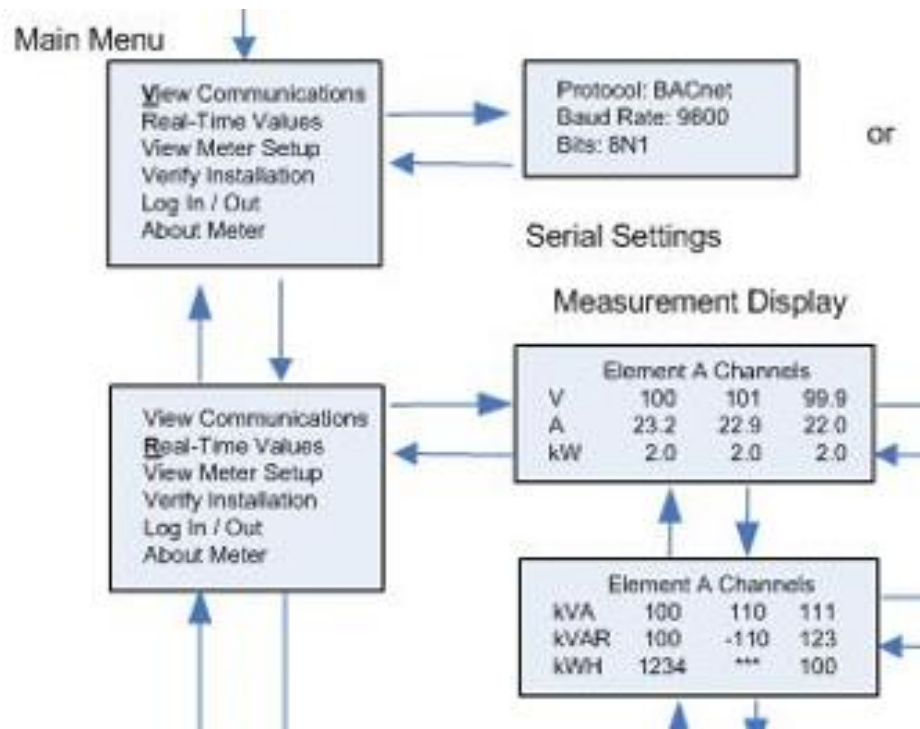 Main Menu
View Communications
Real-Time Values
View Meter Setup
Verify Installation
Log In / Out
About Meter
Protocol: BACnet
Baud Rate: 9600
Bits: 8N1
or
Serial Settings
Measurement Display
View Communications
Real-Time Values
View Meter Setup
Verify Installation
Log In / Out
About Meter
Element A Channels
V 100 101 99.9
A 23.2 22.9 22.0
kW 2.0 2.0 2.0
Element A Channels
kVA 100 110 111
kVAR 100 -110 123
kWH 1234 *** 100